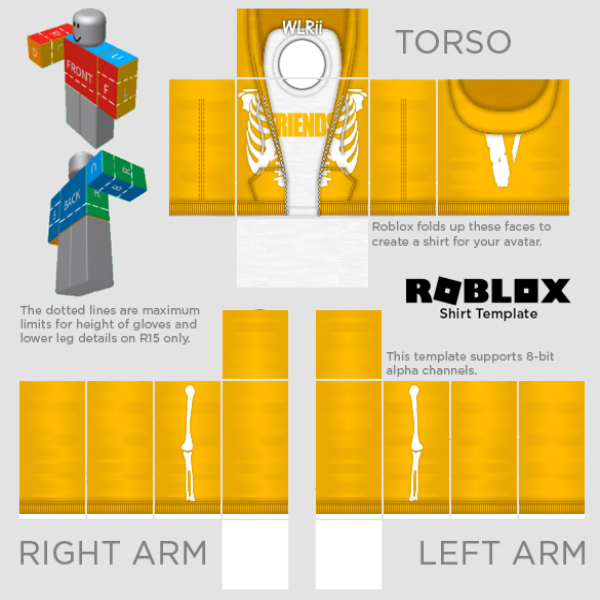 WLRii
TORSO
FRONT
F
FRIENDS
BACK
Roblox folds up these faces to
create a shirt for your avatar.
ROBLOX
Shirt Template
The dotted lines are maximum
limits for height of gloves and
lower leg details on R15 only.
This template supports 8-bit
alpha channels.
RIGHT ARM
LEFT ARM